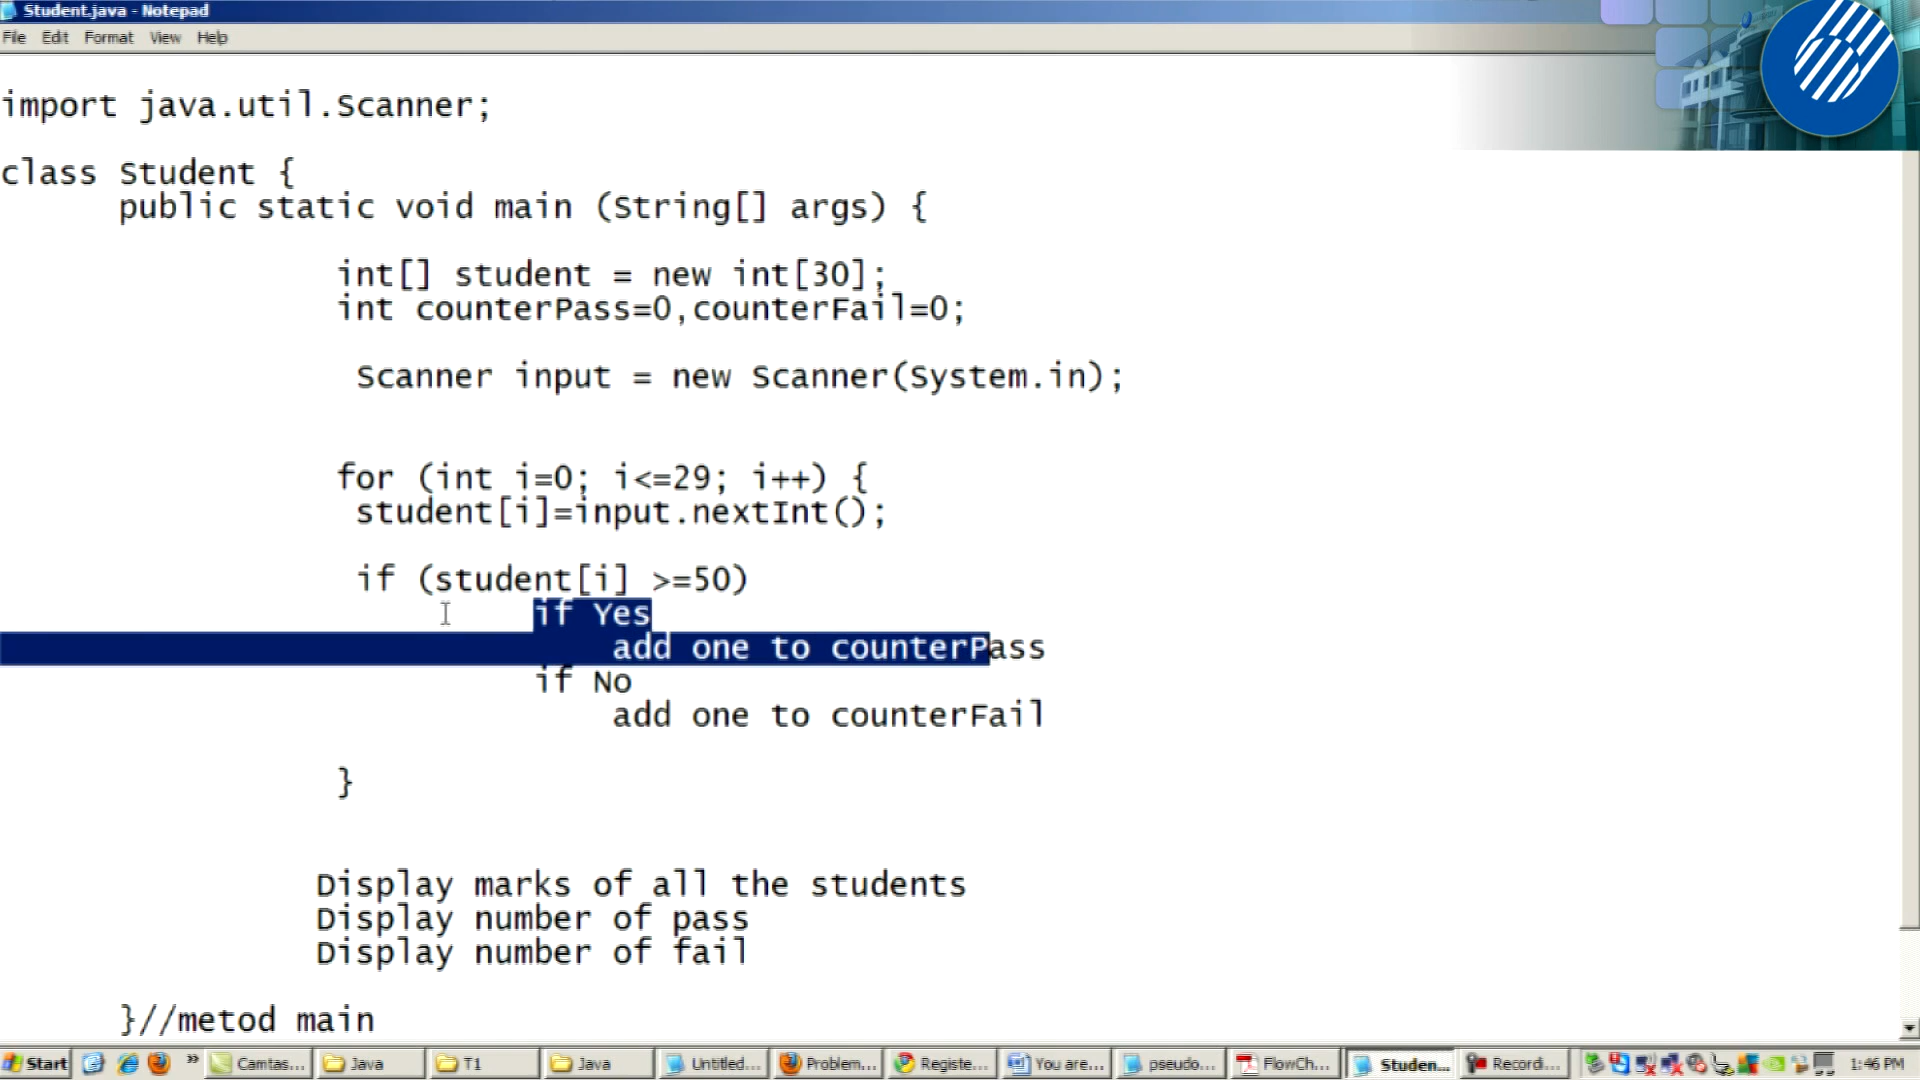 Student.java - Notepad
File Edit Format View Help
import java.util.Scanner;
class Student {
public static void main (String[] args) {
int[] student = new int[30];
int counterPass=0,counterFail=0;
Scanner input = new Scanner(System.in);
for (int i=0; i<=29; i++) {
student[i]=input.nextInt();
if (student[i] >=50)
if Yes
add one to counterPass
if No
add one to counterFail
}
Display marks of all the students
Display number of pass
Display number of fail
}//metod main
Start » Camtas... Java T1 Java Untitled... Problem... Registe... You are... pseudo... FlowCh... Studen... Recordi... 1:46 PM